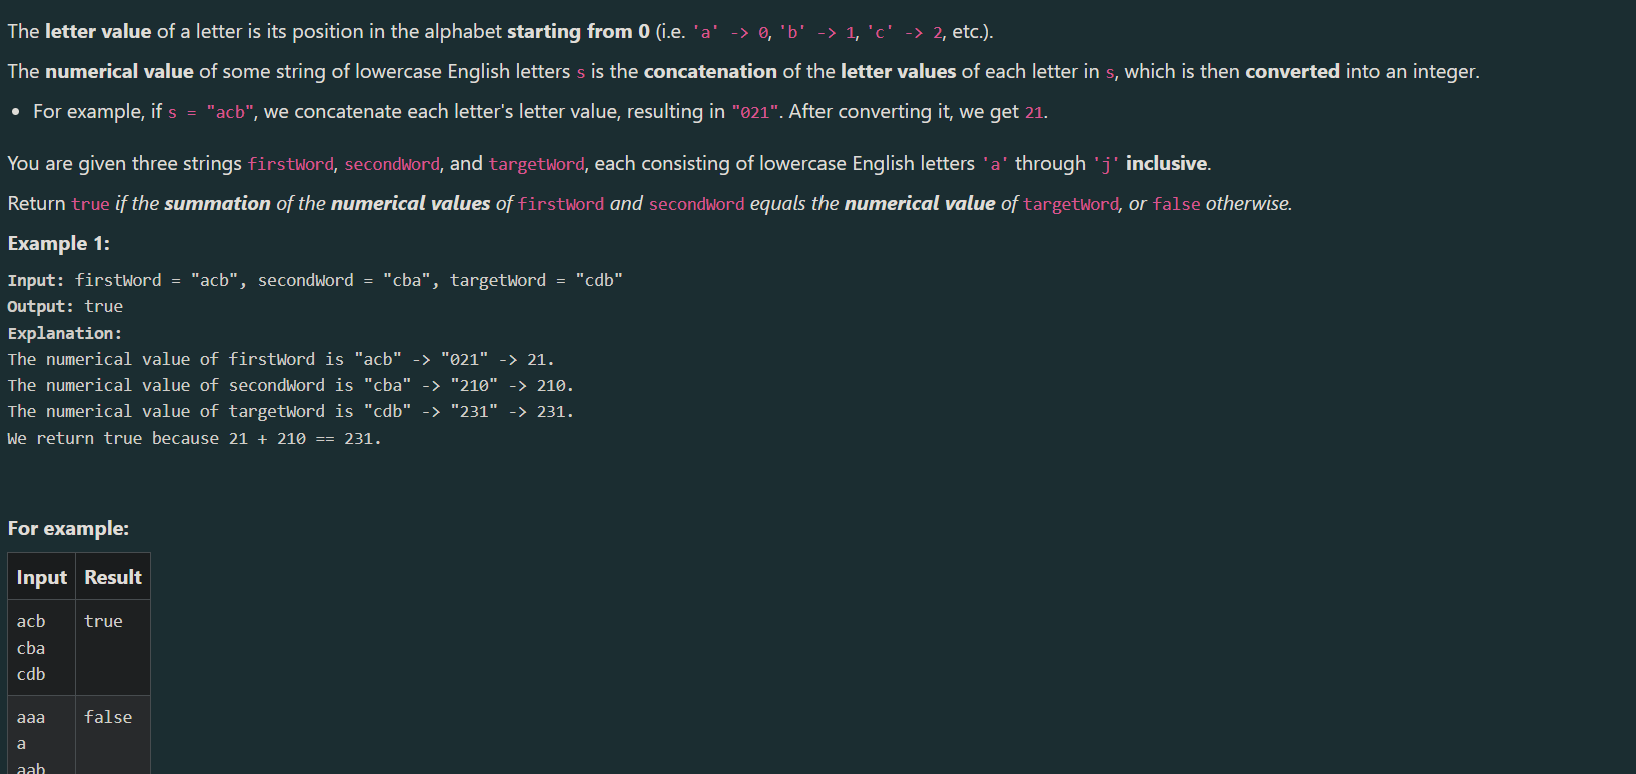 The letter value of a letter is its position in the alphabet starting from 0 (i.e. 'a' -> 0, 'b' -> 1, 'c' -> 2, etc.).
The numerical value of some string of lowercase English letters s is the concatenation of the letter values of each letter in s, which is then converted into an integer.
• For example, if s = "acb", we concatenate each letter's letter value, resulting in "021". After converting it, we get 21.
You are given three strings firstWord, secondWord, and targetWord, each consisting of lowercase English letters 'a' through 'j' inclusive.
Return true if the summation of the numerical values of firstWord and secondWord equals the numerical value of targetWord, or false otherwise.
Example 1:
Input: firstWord = "acb", secondWord = "cba", targetWord = "cdb"
Output: true
Explanation:
The numerical value of firstWord is "acb" -> "021" -> 21.
The numerical value of secondWord is "cba" -> "210" -> 210.
The numerical value of targetWord is "cdb" -> "231" -> 231.
We return true because 21 + 210 == 231.
For example:
Input Result
acb true
cba
cdb
aaa false
a
aab